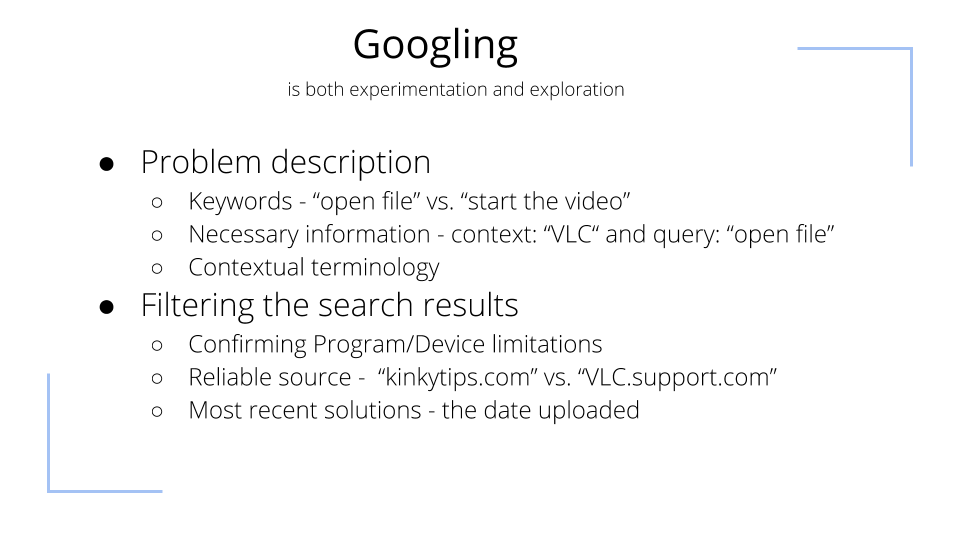 Googling
is both experimentation and exploration
● Problem description
○ Keywords - “open file” vs. “start the video”
○ Necessary information - context: “VLC“ and query: “open file”
○ Contextual terminology
● Filtering the search results
○ Confirming Program/Device limitations
○ Reliable source -  “kinkytips.com” vs. “VLC.support.com”
○ Most recent solutions - the date uploaded